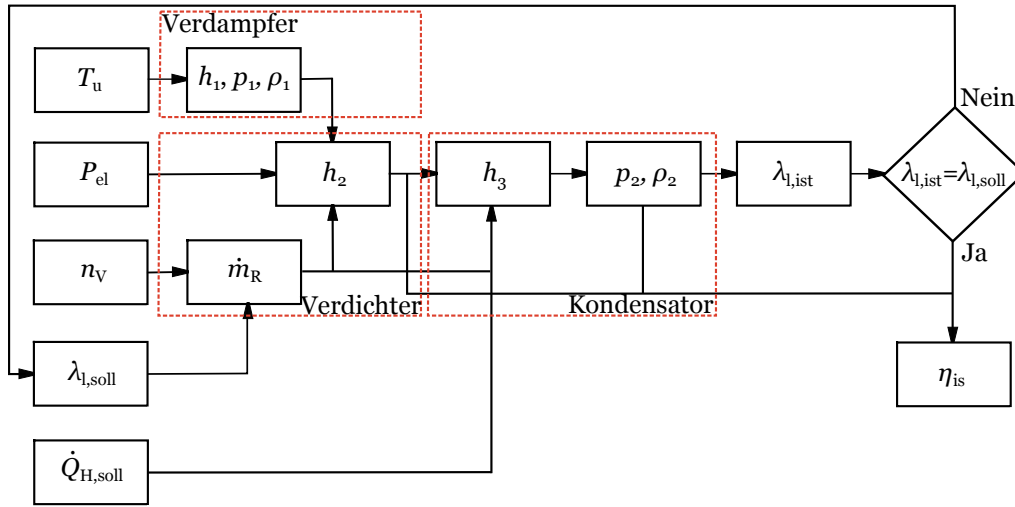 Verdampfer
Nein
T_u
h_1, p_1, ρ_1
P_el
h_2
h_3
p_2, ρ_2
λ_l,ist
λ_l,ist=λ_l,soll
Ja
n_V
ṁ_R
Verdichter
Kondensator
λ_l,soll
η_is
Q̇_H,soll